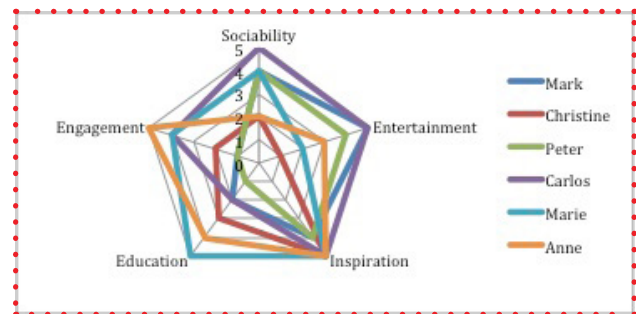 Sociability
5
4
3
2
1
0
Entertainment
Engagement
Education
Inspiration
Mark
Christine
Peter
Carlos
Marie
Anne